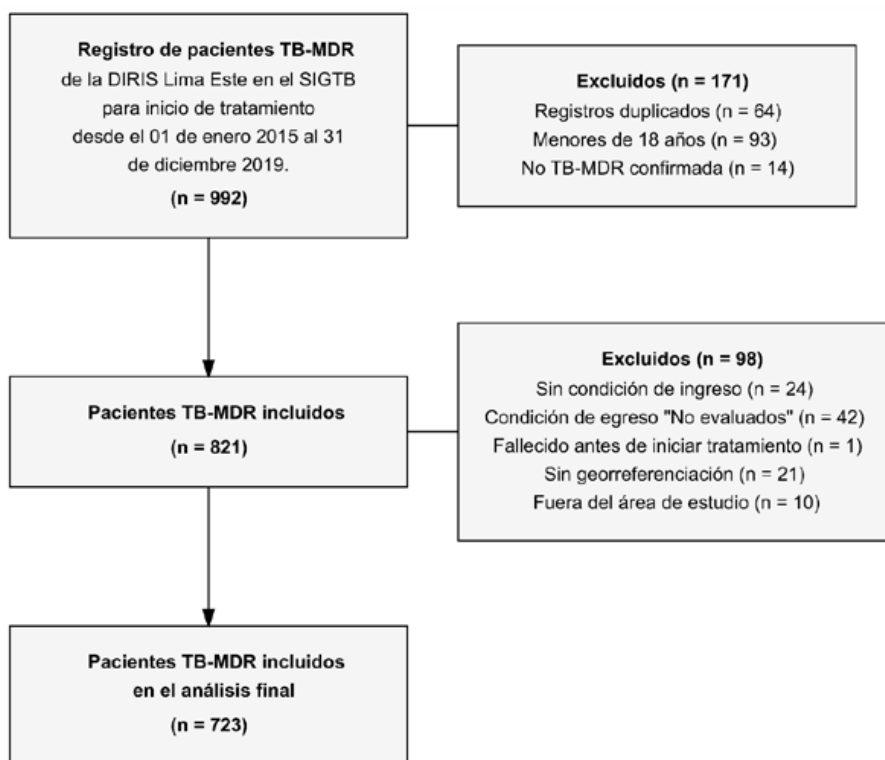 Registro de pacientes TB-MDR
de la DIRIS Lima Este en el SIGTB
para inicio de tratamiento
desde el 01 de enero 2015 al 31
de diciembre 2019.
(n = 992)
Excluidos (n = 171)
Registros duplicados (n = 64)
Menores de 18 años (n = 93)
No TB-MDR confirmada (n = 14)
Pacientes TB-MDR incluidos
(n = 821)
Excluidos (n = 98)
Sin condición de ingreso (n = 24)
Condición de egreso "No evaluados" (n = 42)
Fallecido antes de iniciar tratamiento (n = 1)
Sin georreferenciación (n = 21)
Fuera del área de estudio (n = 10)
Pacientes TB-MDR incluidos
en el análisis final
(n = 723)